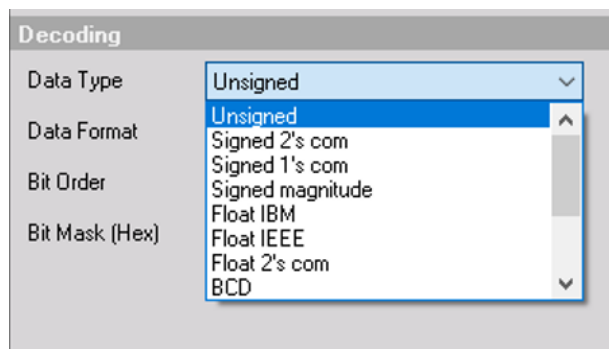 Decoding
Data Type
Unsigned
Unsigned
Signed 2's com
Data Format
Signed 1's com
Bit Order
Signed magnitude
Float IBM
Bit Mask (Hex)
Float IEEE
Float 2's com
BCD